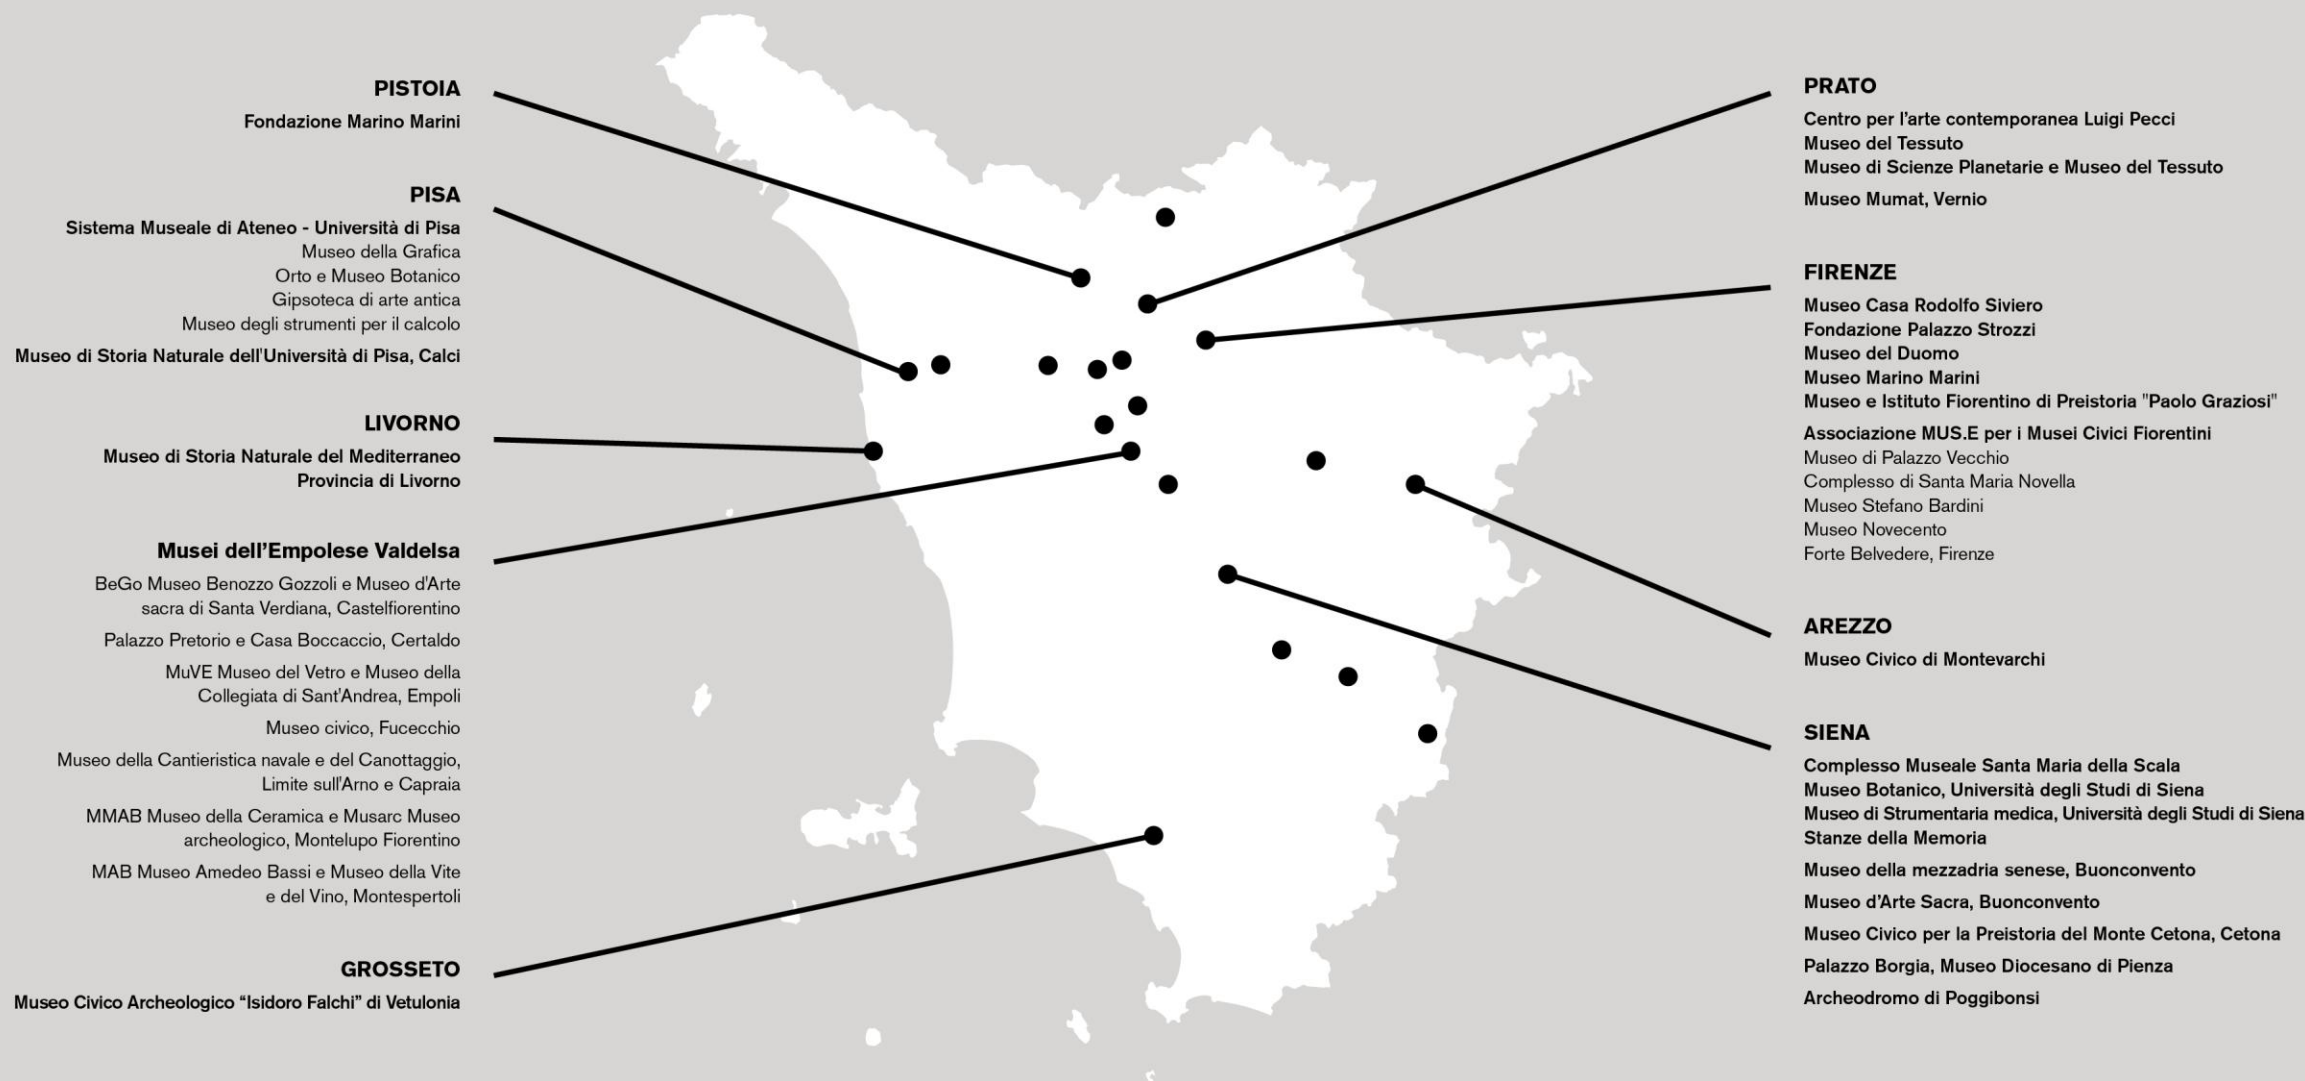 PISTOIA
Fondazione Marino Marini
PISA
Sistema Museale di Ateneo - Università di Pisa
Museo della Grafica
Orto e Museo Botanico
Gipsoteca di arte antica
Museo degli strumenti per il calcolo
Museo di Storia Naturale dell'Università di Pisa, Calci
LIVORNO
Museo di Storia Naturale del Mediterraneo
Provincia di Livorno
Musei dell’Empolese Valdelsa
BeGo Museo Benozzo Gozzoli e Museo d'Arte
sacra di Santa Verdiana, Castelfiorentino
Palazzo Pretorio e Casa Boccaccio, Certaldo
MuVE Museo del Vetro e Museo della
Collegiata di Sant'Andrea, Empoli
Museo civico, Fucecchio
Museo della Cantieristica navale e del Canottaggio,
Limite sull'Arno e Capraia
MMAB Museo della Ceramica e Musarc Museo
archeologico, Montelupo Fiorentino
MAB Museo Amedeo Bassi e Museo della Vite
e del Vino, Montespertoli
GROSSETO
Museo Civico Archeologico “Isidoro Falchi” di Vetulonia
PRATO
Centro per l’arte contemporanea Luigi Pecci
Museo del Tessuto
Museo di Scienze Planetarie e Museo del Tessuto
Museo Mumat, Vernio
FIRENZE
Museo Casa Rodolfo Siviero
Fondazione Palazzo Strozzi
Museo del Duomo
Museo Marino Marini
Museo e Istituto Fiorentino di Preistoria "Paolo Graziosi"
Associazione MUS.E per i Musei Civici Fiorentini
Museo di Palazzo Vecchio
Complesso di Santa Maria Novella
Museo Stefano Bardini
Museo Novecento
Forte Belvedere, Firenze
AREZZO
Museo Civico di Montevarchi
SIENA
Complesso Museale Santa Maria della Scala
Museo Botanico, Università degli Studi di Siena
Museo di Strumentaria medica, Università degli Studi di Siena
Stanze della Memoria
Museo della mezzadria senese, Buonconvento
Museo d’Arte Sacra, Buonconvento
Museo Civico per la Preistoria del Monte Cetona, Cetona
Palazzo Borgia, Museo Diocesano di Pienza
Archeodromo di Poggibonsi